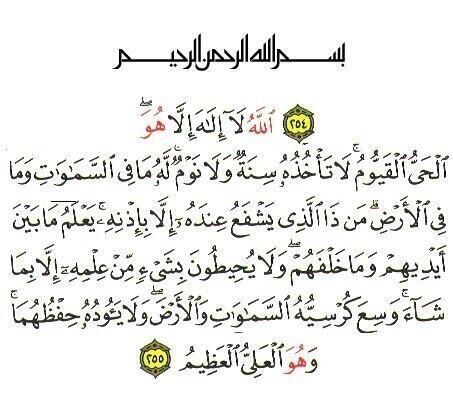 بسم الله الرحمن الرحيم
﴿٢٥٤﴾ ٱللَّهُ لَآ إِلَٰهَ إِلَّا هُوَ
ٱلْحَىُّ ٱلْقَيُّومُ ۚ لَا تَأْخُذُهُۥ سِنَةٌ وَلَا نَوْمٌ ۚ لَّهُۥ مَا فِى ٱلسَّمَٰوَٰتِ وَمَا
فِى ٱلْأَرْضِ ۗ مَن ذَا ٱلَّذِى يَشْفَعُ عِندَهُۥٓ إِلَّا بِإِذْنِهِۦ ۚ يَعْلَمُ مَا بَيْنَ
أَيْدِيهِمْ وَمَا خَلْفَهُمْ ۖ وَلَا يُحِيطُونَ بِشَىْءٍ مِّنْ عِلْمِهِۦٓ إِلَّا بِمَا
شَآءَ ۚ وَسِعَ كُرْسِيُّهُ ٱلسَّمَٰوَٰتِ وَٱلْأَرْضَ ۖ وَلَا يَـُٔودُهُۥ حِفْظُهُمَا ۚ
وَهُوَ ٱلْعَلِىُّ ٱلْعَظِيمُ ﴿٢٥٥﴾